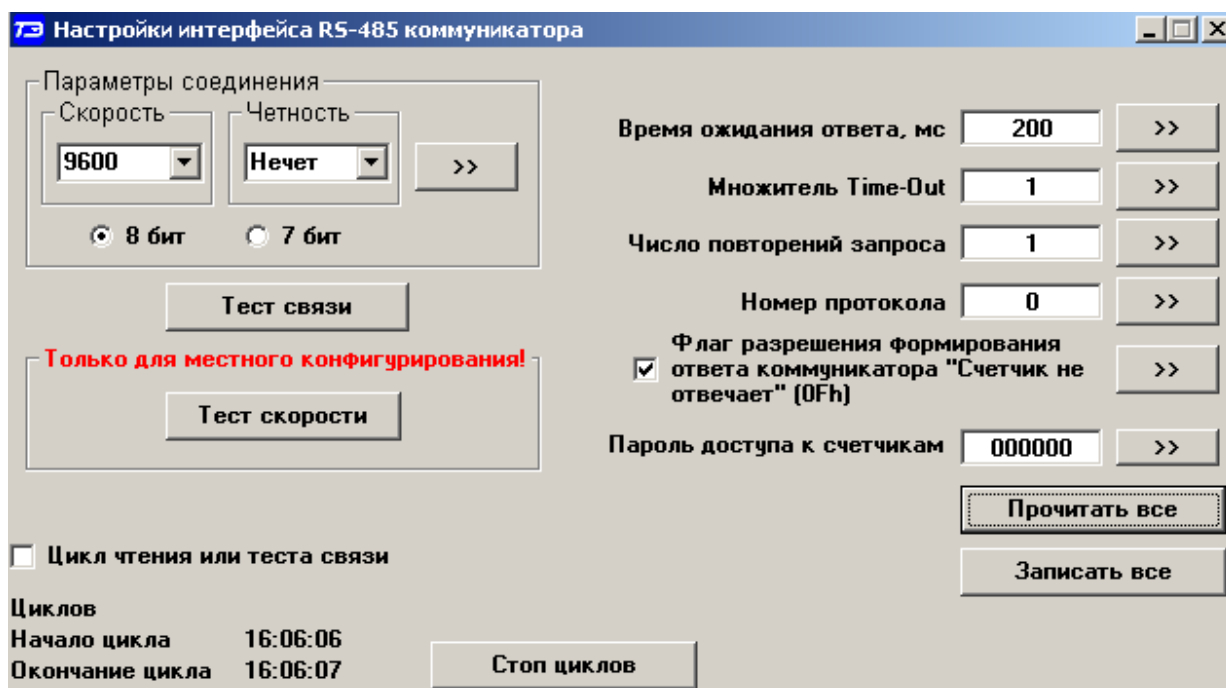 ТЭ Настройки интерфейса RS-485 коммуникатора
Параметры соединения
Скорость
Четность
9600
Нечет
>>
8 бит
7 бит
Тест связи
Только для местного конфигурирования!
Тест скорости
Время ожидания ответа, мс 200 >>
Множитель Time-Out 1 >>
Число повторений запроса 1 >>
Номер протокола 0 >>
Флаг разрешения формирования
ответа коммуникатора "Счетчик не
отвечает" (0Fh)
>>
Пароль доступа к счетчикам 000000 >>
Прочитать все
Записать все
Цикл чтения или теста связи
Циклов
Начало цикла 16:06:06
Окончание цикла 16:06:07
Стоп циклов